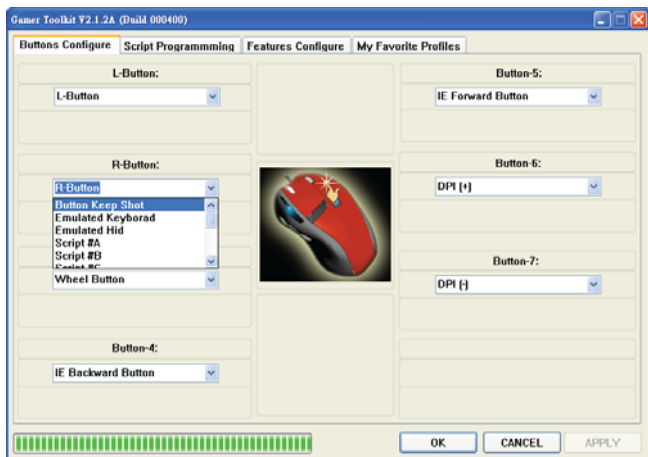 Gamer Toolkit V2.1.2A (Build 000400)
Buttons Configure Script Programmming Features Configure My Favorite Profiles
L-Button:
L-Button
R-Button:
R-Button
Button Keep Shot
Emulated Keyborad
Emulated Hid
Script #A
Script #B
Script #C
Wheel Button
Button-4:
IE Backward Button
Button-5:
IE Forward Button
Button-6:
DPI (+)
Button-7:
DPI (-)
OK CANCEL APPLY